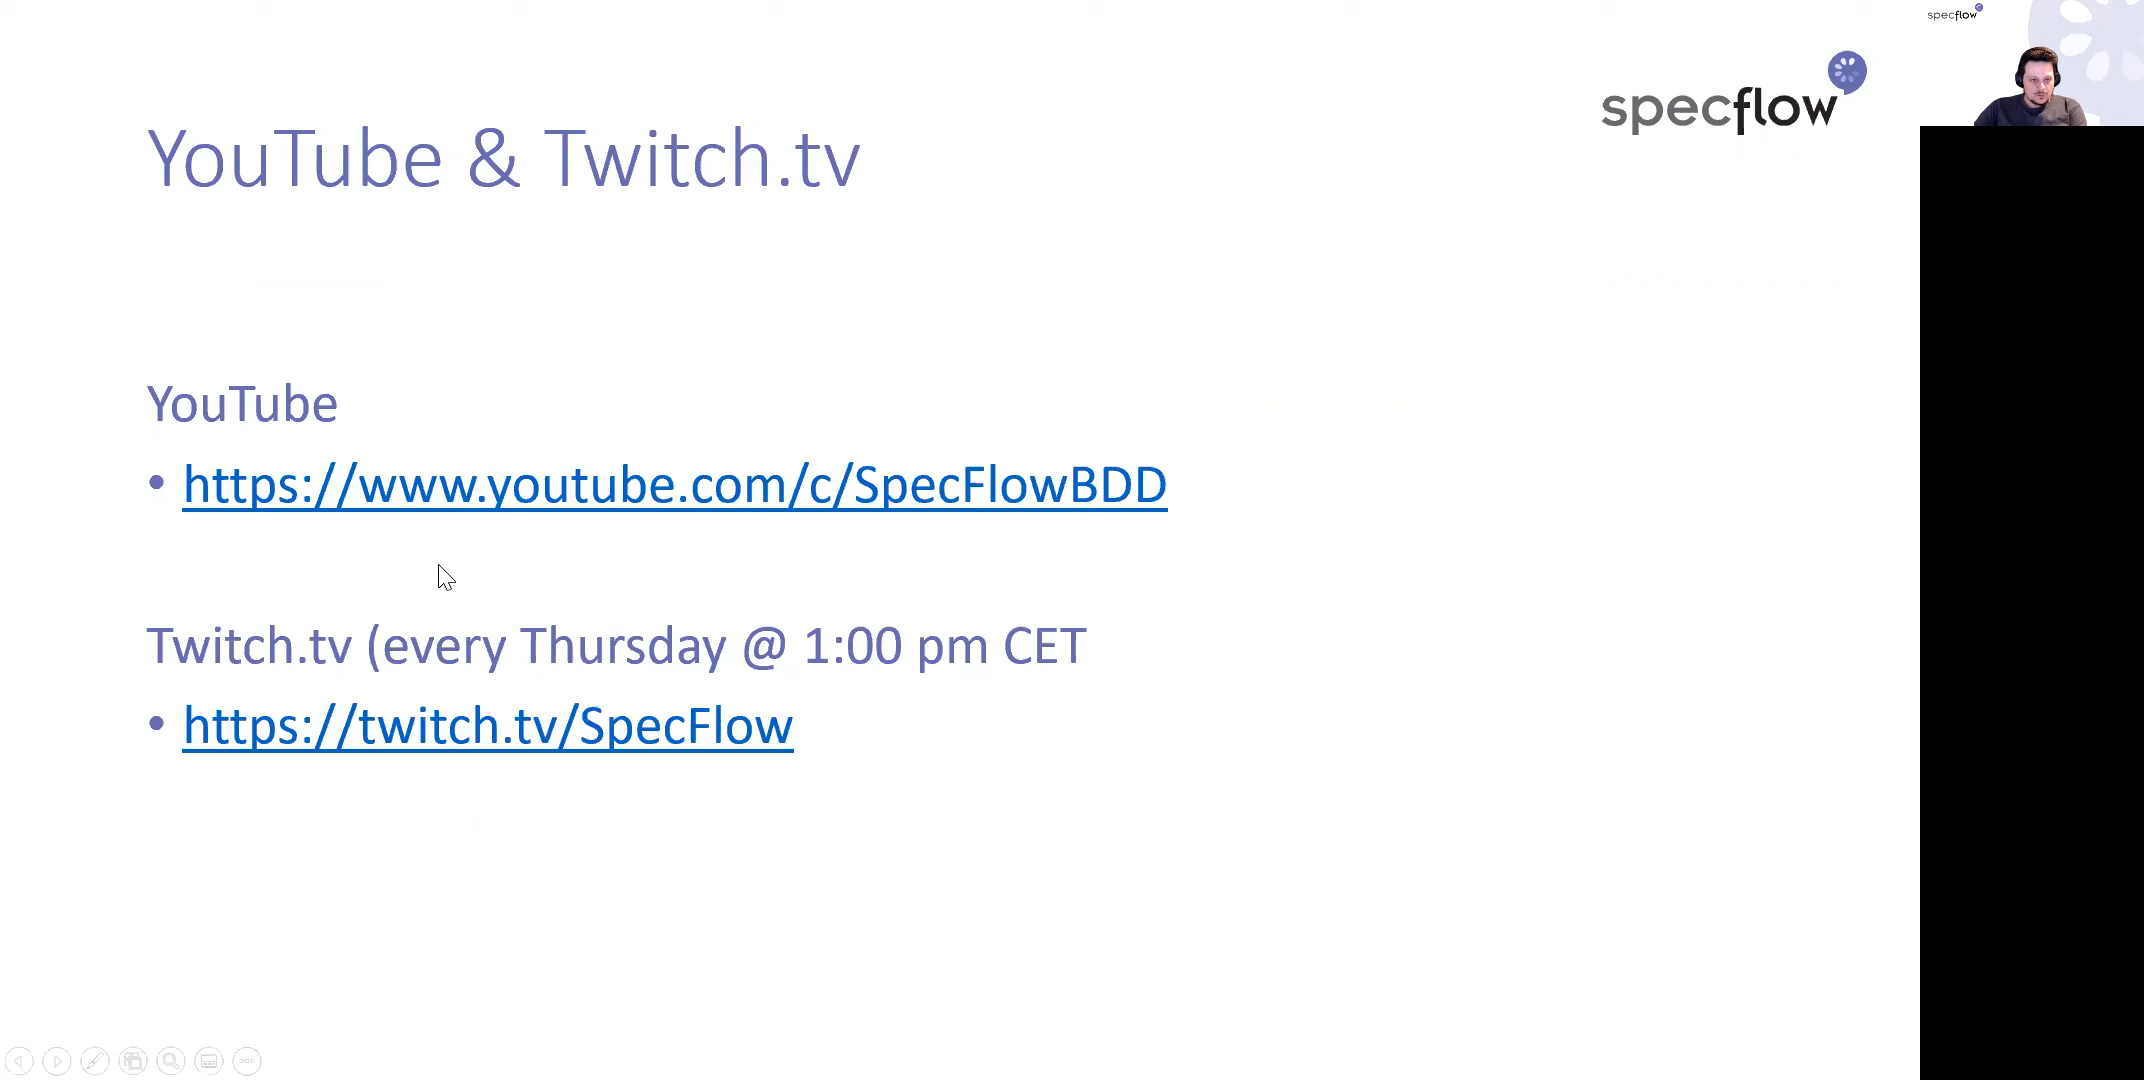 specflow
specflow
YouTube & Twitch.tv
YouTube
• https://www.youtube.com/c/SpecFlowBDD
Twitch.tv (every Thursday @ 1:00 pm CET
• https://twitch.tv/SpecFlow